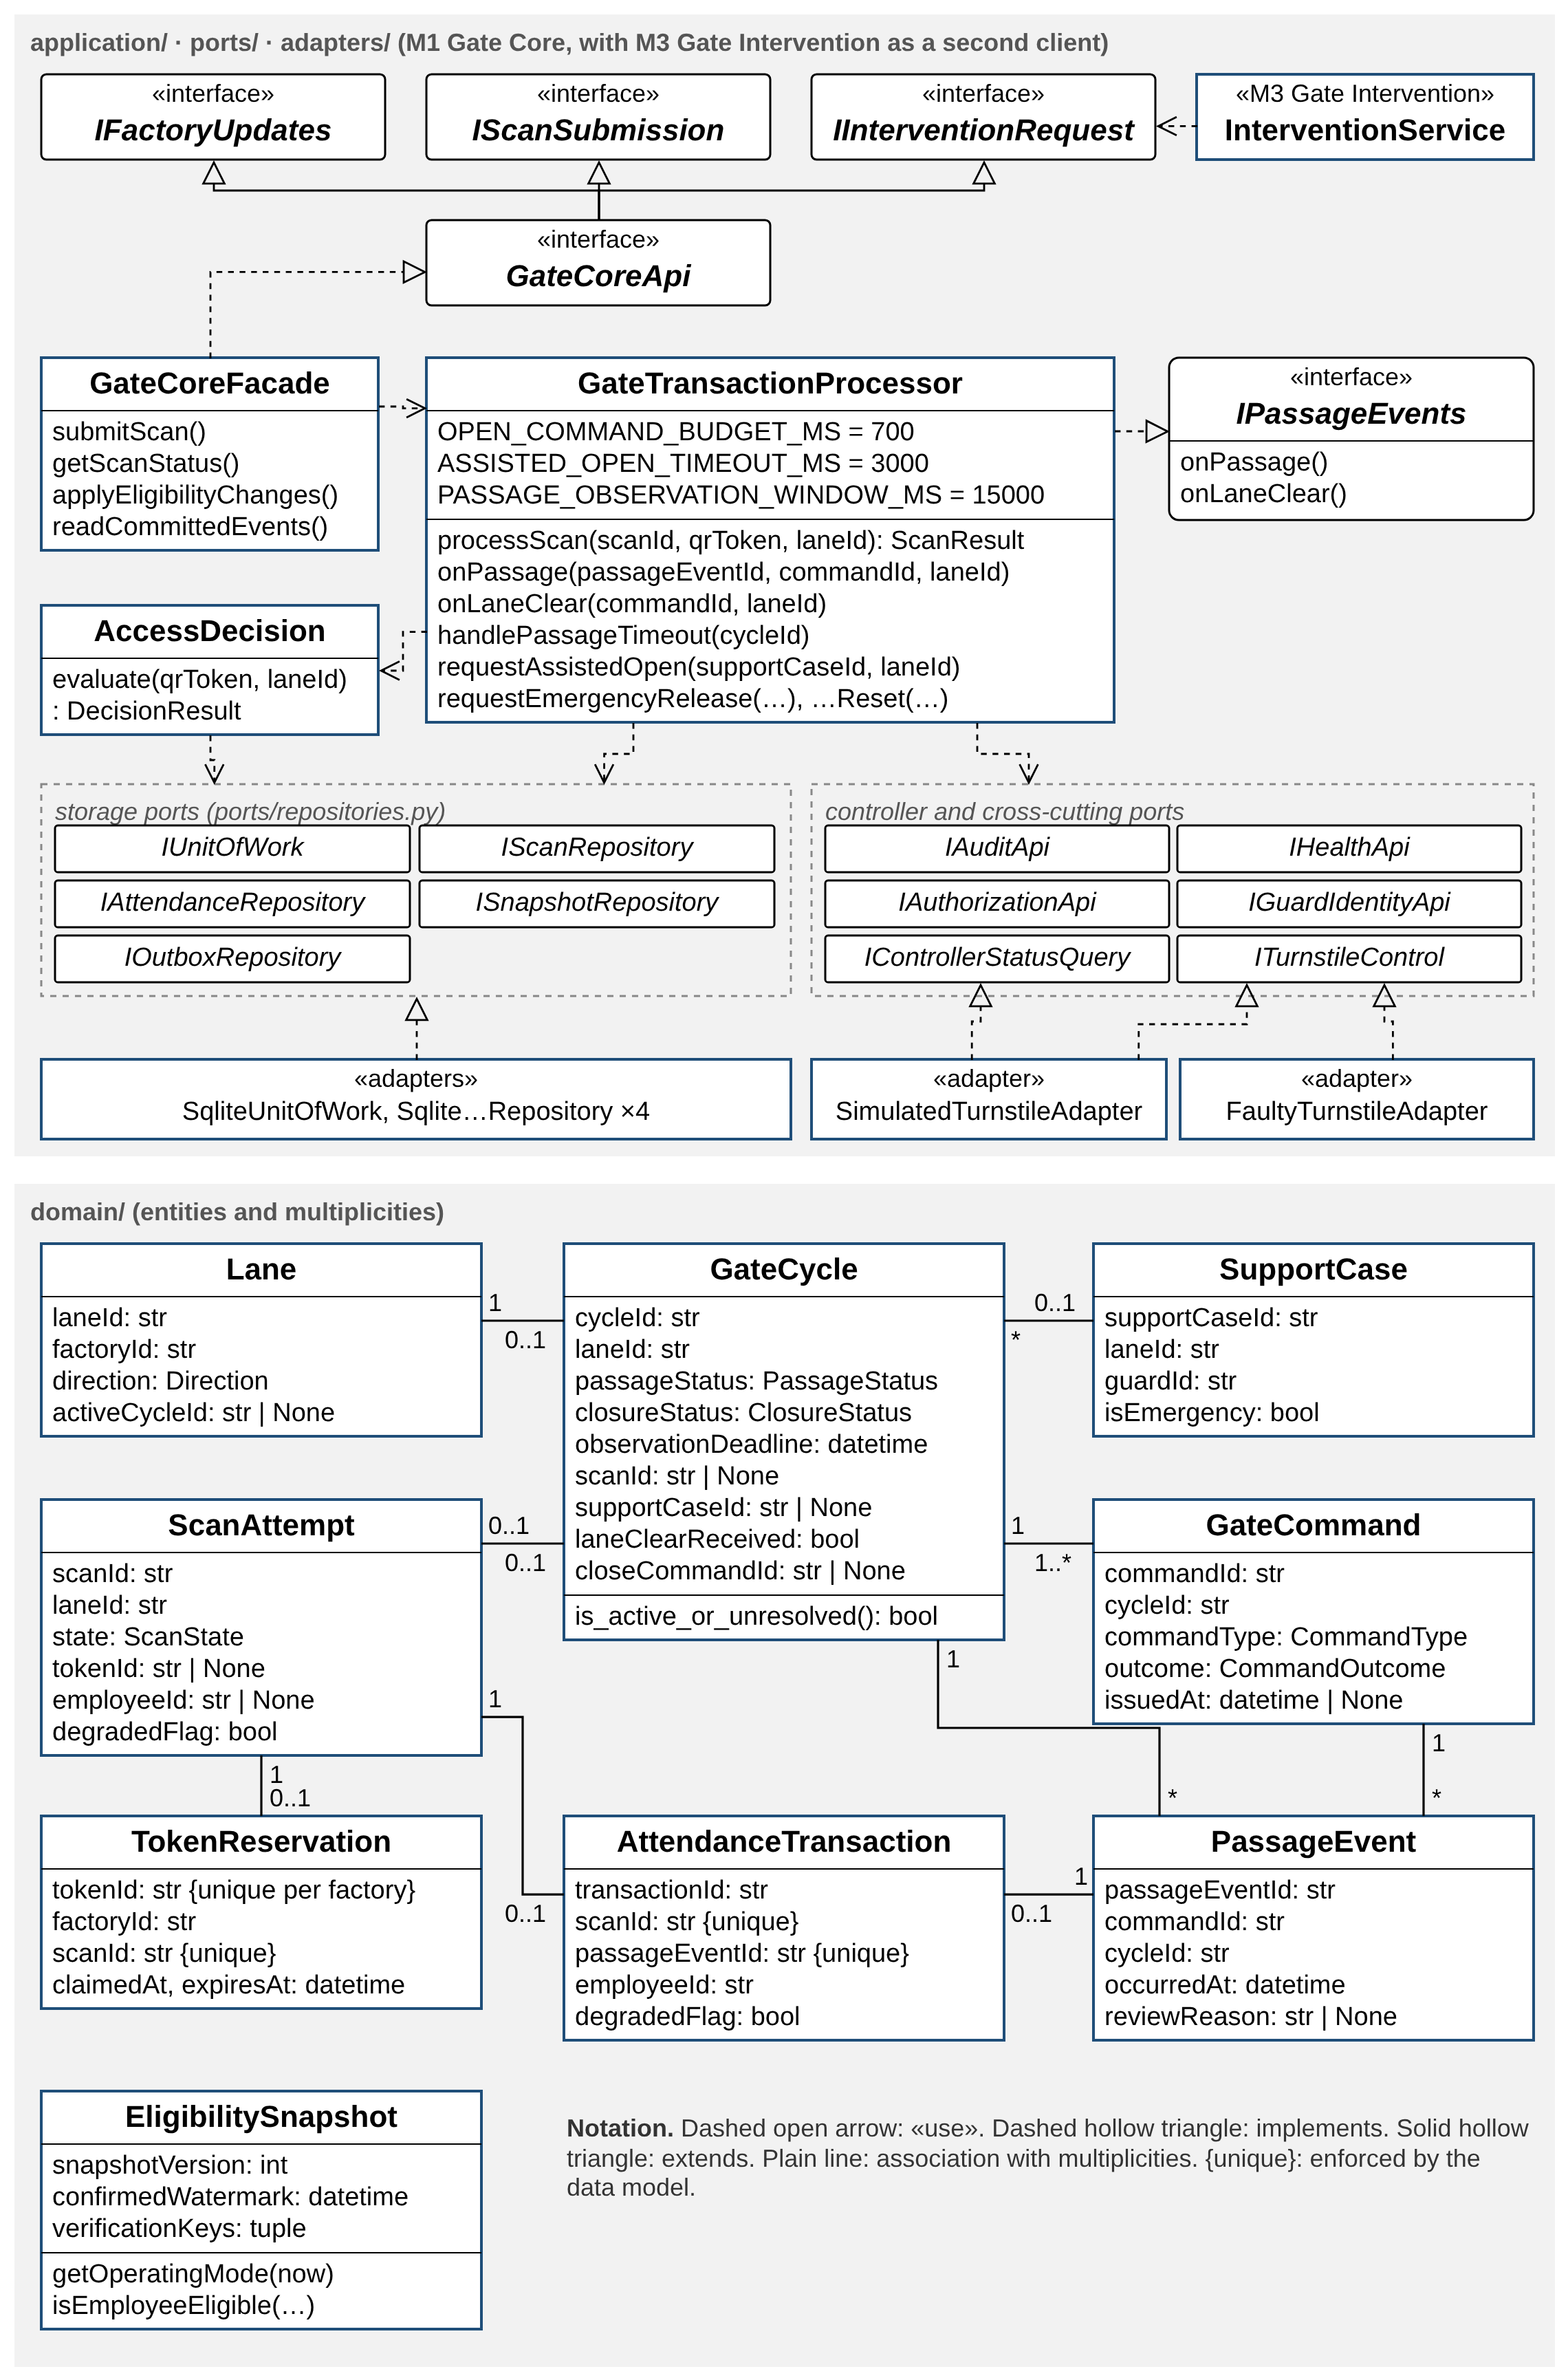 application/ · ports/ · adapters/ (M1 Gate Core, with M3 Gate Intervention as a second client)
«interface»
IFactoryUpdates
«interface»
IScanSubmission
«interface»
IInterventionRequest
«M3 Gate Intervention»
InterventionService
«interface»
GateCoreApi
GateCoreFacade
submitScan()
getScanStatus()
applyEligibilityChanges()
readCommittedEvents()
GateTransactionProcessor
OPEN_COMMAND_BUDGET_MS = 700
ASSISTED_OPEN_TIMEOUT_MS = 3000
PASSAGE_OBSERVATION_WINDOW_MS = 15000
processScan(scanId, qrToken, laneId): ScanResult
onPassage(passageEventId, commandId, laneId)
onLaneClear(commandId, laneId)
handlePassageTimeout(cycleId)
requestAssistedOpen(supportCaseId, laneId)
requestEmergencyRelease(…), …Reset(…)
«interface»
IPassageEvents
onPassage()
onLaneClear()
AccessDecision
evaluate(qrToken, laneId)
: DecisionResult
storage ports (ports/repositories.py)
IUnitOfWork
IScanRepository
IAttendanceRepository
ISnapshotRepository
IOutboxRepository
controller and cross-cutting ports
IAuditApi
IHealthApi
IAuthorizationApi
IGuardIdentityApi
IControllerStatusQuery
ITurnstileControl
«adapters»
SqliteUnitOfWork, Sqlite…Repository ×4
«adapter»
SimulatedTurnstileAdapter
«adapter»
FaultyTurnstileAdapter
domain/ (entities and multiplicities)
Lane
laneId: str
factoryId: str
direction: Direction
activeCycleId: str | None
1
0..1
GateCycle
cycleId: str
laneId: str
passageStatus: PassageStatus
closureStatus: ClosureStatus
observationDeadline: datetime
scanId: str | None
supportCaseId: str | None
laneClearReceived: bool
closeCommandId: str | None
is_active_or_unresolved(): bool
0..1
*
SupportCase
supportCaseId: str
laneId: str
guardId: str
isEmergency: bool
ScanAttempt
scanId: str
laneId: str
state: ScanState
tokenId: str | None
employeeId: str | None
degradedFlag: bool
0..1
0..1
1
1
1..*
GateCommand
commandId: str
cycleId: str
commandType: CommandType
outcome: CommandOutcome
issuedAt: datetime | None
1
1
*
*
1
0..1
TokenReservation
tokenId: str {unique per factory}
factoryId: str
scanId: str {unique}
claimedAt, expiresAt: datetime
0..1
AttendanceTransaction
transactionId: str
scanId: str {unique}
passageEventId: str {unique}
employeeId: str
degradedFlag: bool
1
0..1
PassageEvent
passageEventId: str
commandId: str
cycleId: str
occurredAt: datetime
reviewReason: str | None
EligibilitySnapshot
snapshotVersion: int
confirmedWatermark: datetime
verificationKeys: tuple
getOperatingMode(now)
isEmployeeEligible(…)
Notation. Dashed open arrow: «use». Dashed hollow triangle: implements. Solid hollow
triangle: extends. Plain line: association with multiplicities. {unique}: enforced by the
data model.